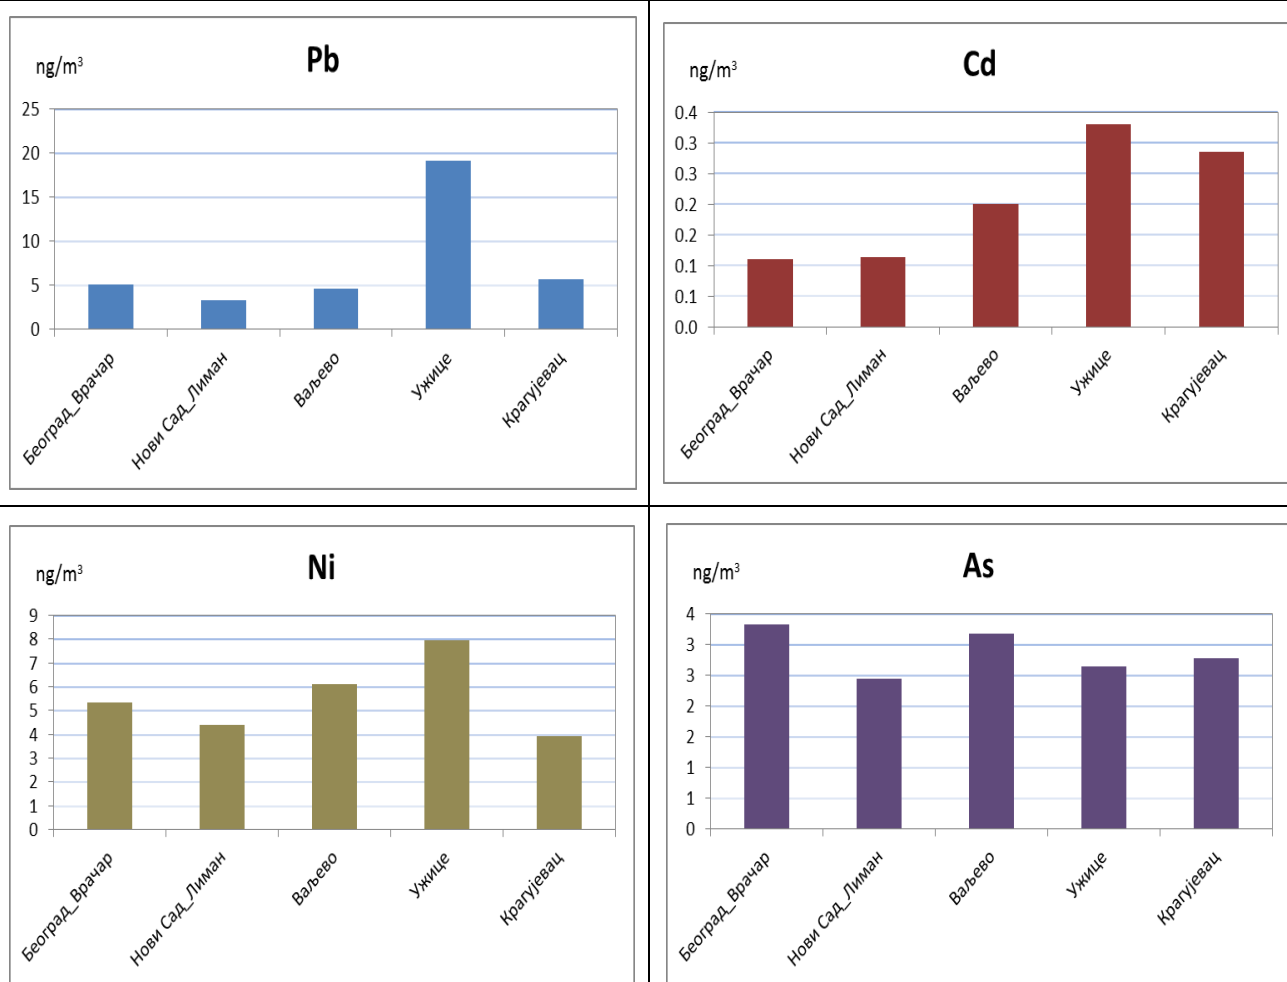 Pb
ng/m³
25
20
15
10
5
0
Београд_Врачар
Нови Сад_Лиман
Ваљево
Ужице
Крагујевац
Cd
ng/m³
0.4
0.3
0.3
0.2
0.2
0.1
0.1
0.0
Београд_Врачар
Нови Сад_Лиман
Ваљево
Ужице
Крагујевац
Ni
ng/m³
9
8
7
6
5
4
3
2
1
0
Београд_Врачар
Нови Сад_Лиман
Ваљево
Ужице
Крагујевац
As
ng/m³
4
3
3
2
2
1
1
0
Београд_Врачар
Нови Сад_Лиман
Ваљево
Ужице
Крагујевац